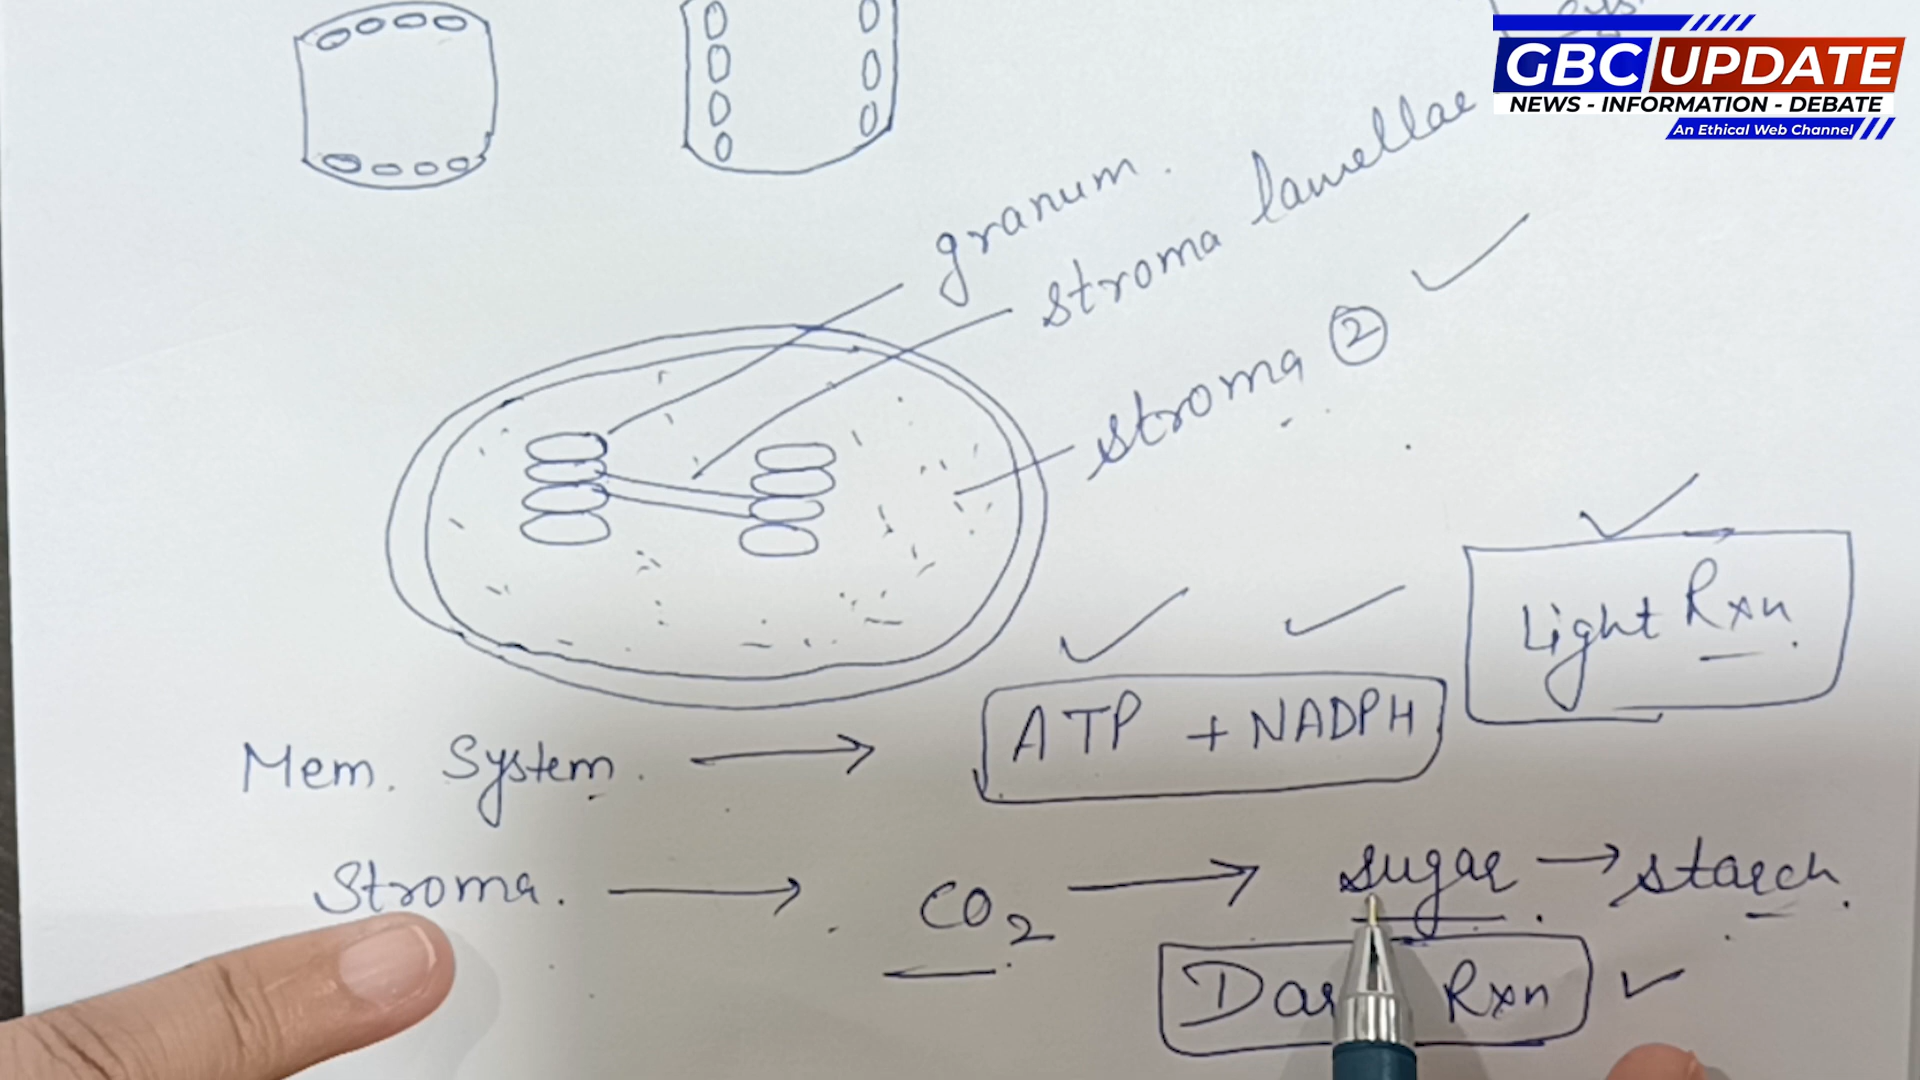 GBC UPDATE
NEWS - INFORMATION - DEBATE
An Ethical Web Channel
granum.
stroma lamellae
stroma 2
Light Rxn.
ATP + NADPH
Mem. System.
Stroma. CO2 sugar. starch.
Rxn